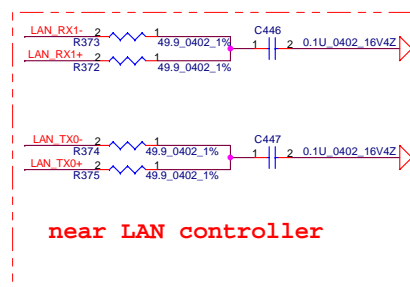 LAN_RX1- 2 1 C446
R373 49.9_0402_1%
LAN_RX1+ 2 1 1 2 0.1U_0402_16V4Z
R372 49.9_0402_1%
LAN_TX0- 2 1 C447
R374 49.9_0402_1%
LAN_TX0+ 2 1 1 2 0.1U_0402_16V4Z
R375 49.9_0402_1%
near LAN controller